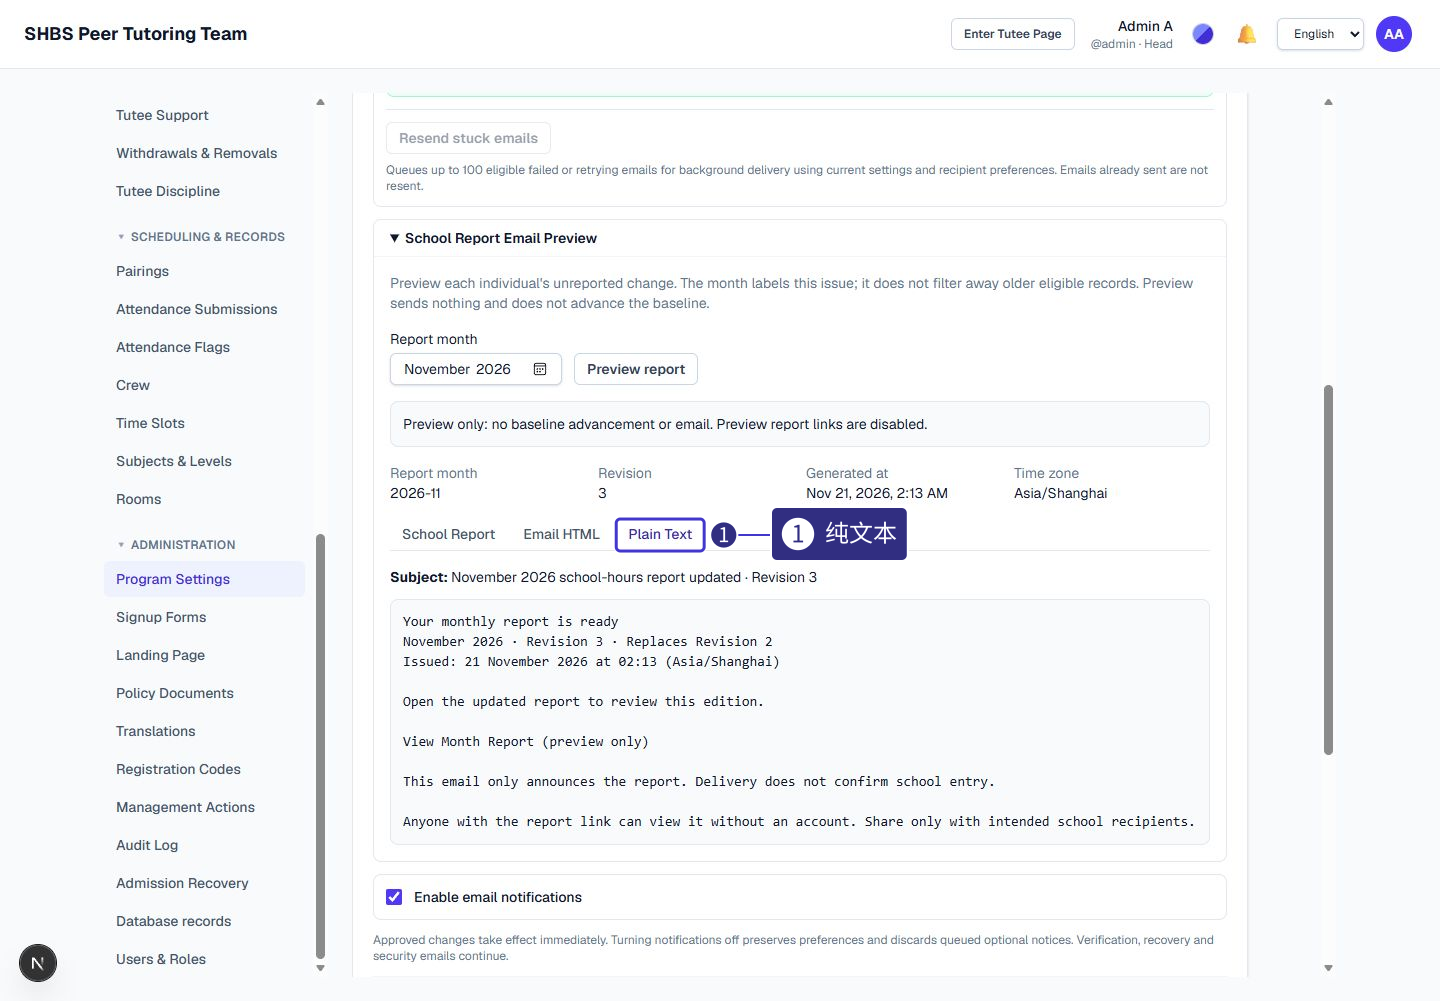 SHBS Peer Tutoring Team
Enter Tutee Page
Admin A
@admin · Head
English
AA
Tutee Support
Withdrawals & Removals
Tutee Discipline
SCHEDULING & RECORDS
Pairings
Attendance Submissions
Attendance Flags
Crew
Time Slots
Subjects & Levels
Rooms
ADMINISTRATION
Program Settings
Signup Forms
Landing Page
Policy Documents
Translations
Registration Codes
Management Actions
Audit Log
Admission Recovery
Database records
Users & Roles
N
Resend stuck emails
Queues up to 100 eligible failed or retrying emails for background delivery using current settings and recipient preferences. Emails already sent are not
resent.
School Report Email Preview
Preview each individual's unreported change. The month labels this issue; it does not filter away older eligible records. Preview
sends nothing and does not advance the baseline.
Report month
November 2026
Preview report
Preview only: no baseline advancement or email. Preview report links are disabled.
Report month
2026-11
Revision
3
Generated at
Nov 21, 2026, 2:13 AM
Time zone
Asia/Shanghai
School Report
Email HTML
Plain Text
1
1 纯文本
Subject: November 2026 school-hours report updated · Revision 3
Your monthly report is ready
November 2026 · Revision 3 · Replaces Revision 2
Issued: 21 November 2026 at 02:13 (Asia/Shanghai)
Open the updated report to review this edition.
View Month Report (preview only)
This email only announces the report. Delivery does not confirm school entry.
Anyone with the report link can view it without an account. Share only with intended school recipients.
Enable email notifications
Approved changes take effect immediately. Turning notifications off preserves preferences and discards queued optional notices. Verification, recovery and
security emails continue.